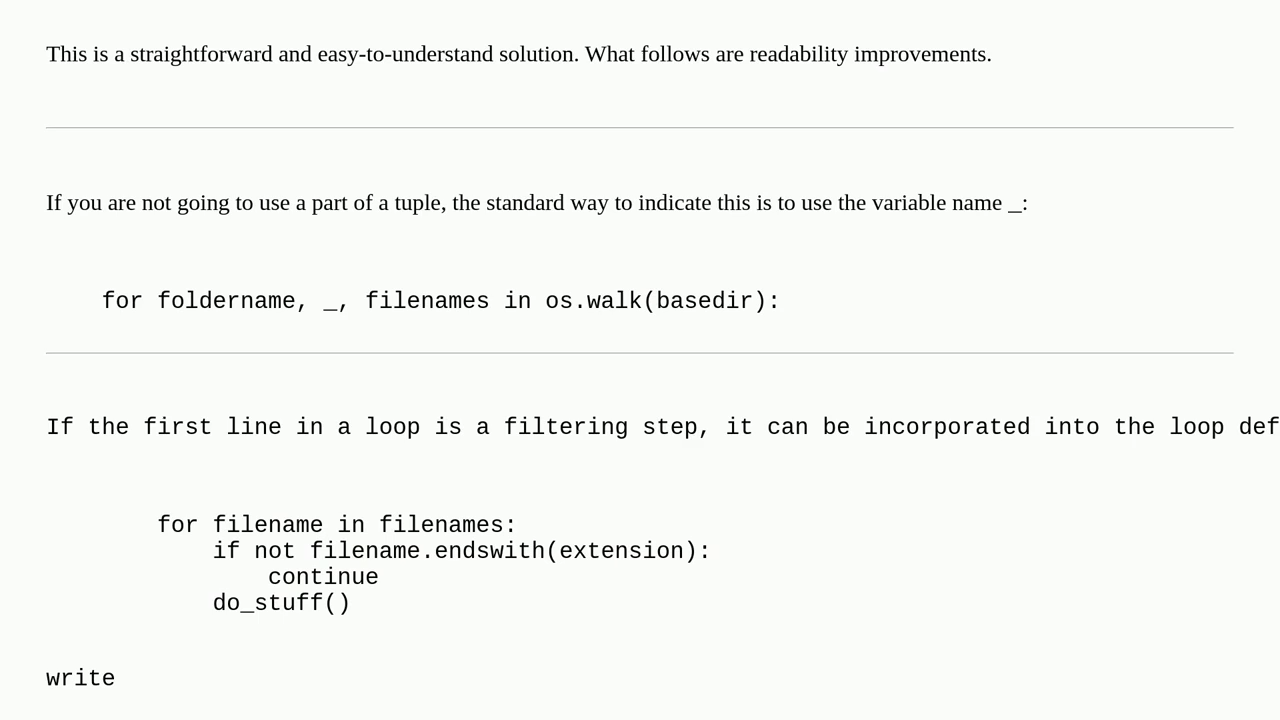 This is a straightforward and easy-to-understand solution. What follows are readability improvements.
If you are not going to use a part of a tuple, the standard way to indicate this is to use the variable name _:
for foldername, _, filenames in os.walk(basedir):
If the first line in a loop is a filtering step, it can be incorporated into the loop def
for filename in filenames:
if not filename.endswith(extension):
continue
do_stuff()
write